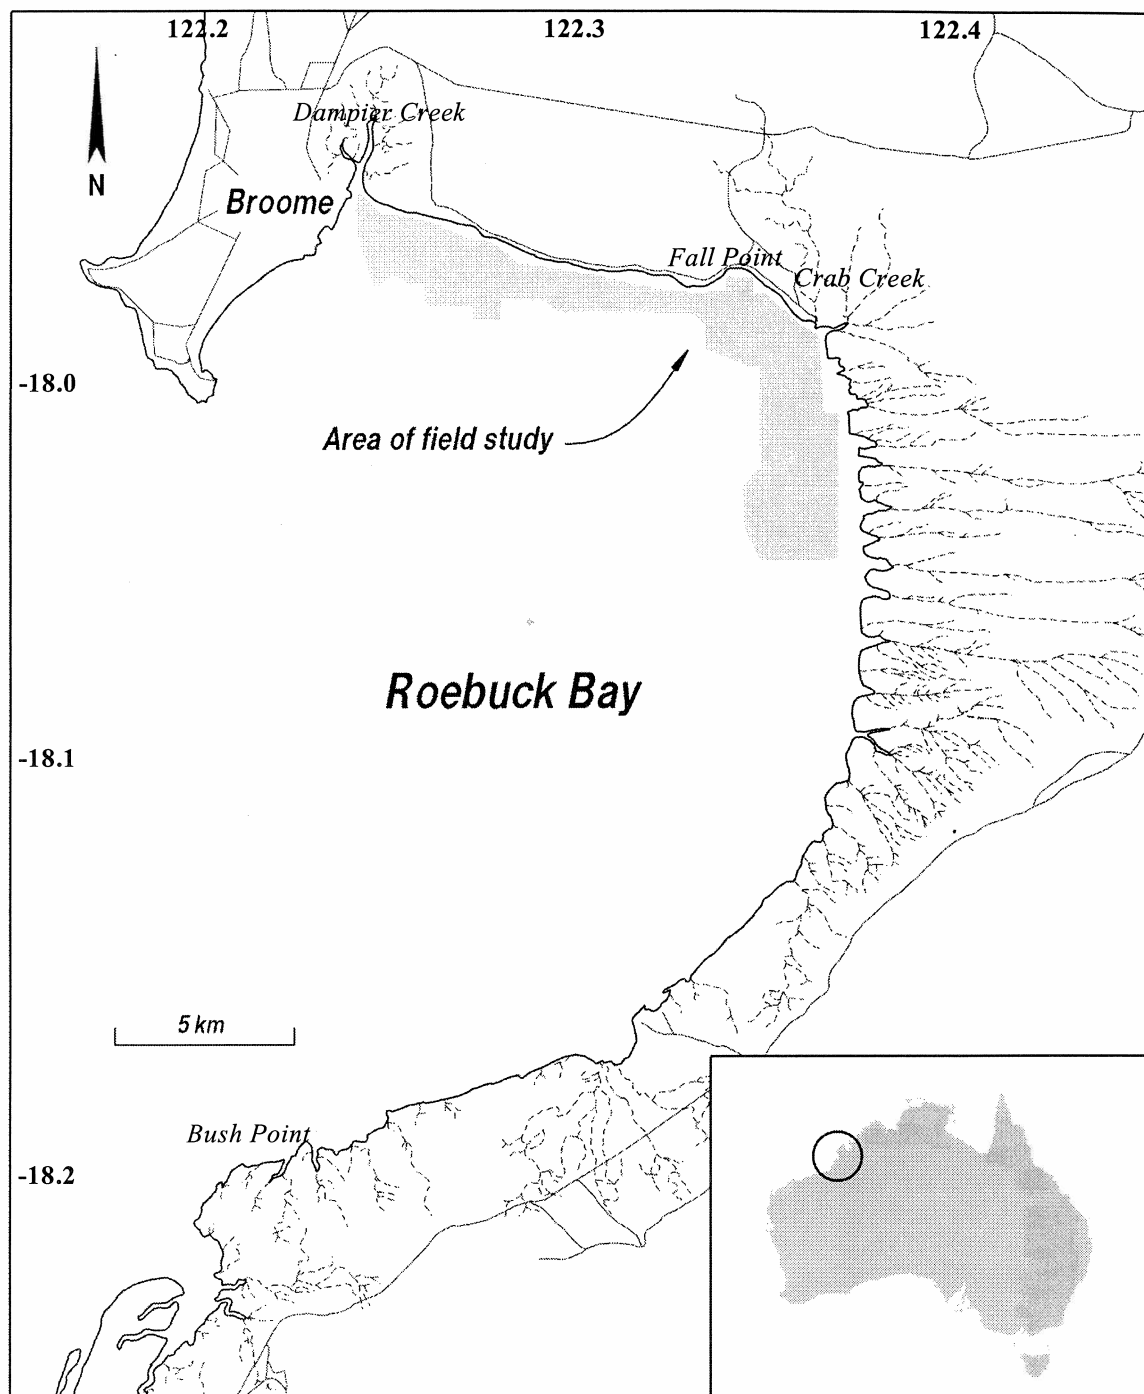 122.2
122.3
122.4
Dampier Creek
N
Broome
Fall Point
Crab Creek
-18.0
Area of field study
Roebuck Bay
-18.1
5 km
Bush Point
-18.2